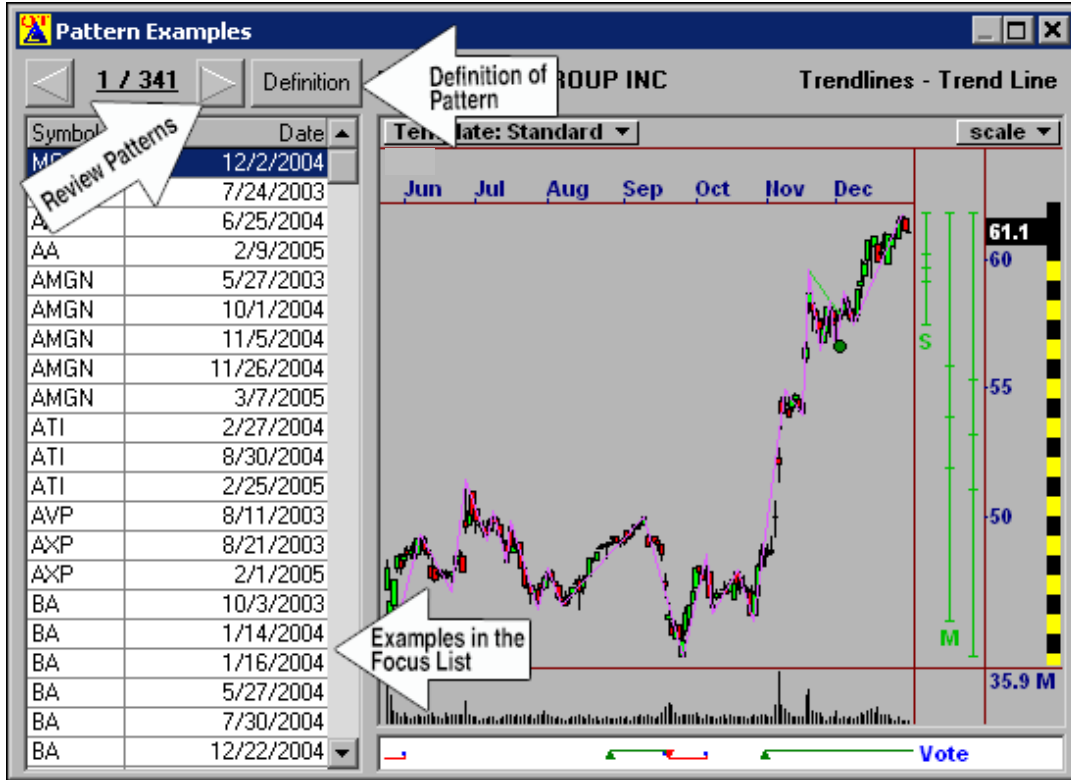 Pattern Examples
1 / 341
Definition
Definition of
Pattern
ROUP INC
Trendlines - Trend Line
Review Patterns
Symbol
Date
Template: Standard
scale
12/2/2004
7/24/2003
6/25/2004
AA 2/9/2005
AMGN 5/27/2003
AMGN 10/1/2004
AMGN 11/5/2004
AMGN 11/26/2004
AMGN 3/7/2005
ATI 2/27/2004
ATI 8/30/2004
ATI 2/25/2005
AVP 8/11/2003
AXP 8/21/2003
AXP 2/1/2005
BA 10/3/2003
BA 1/14/2004
BA 1/16/2004
BA 5/27/2004
BA 7/30/2004
BA 12/22/2004
Examples in the
Focus List
Jun Jul Aug Sep Oct Nov Dec
61.1
60
55
50
S
M
35.9 M
Vote